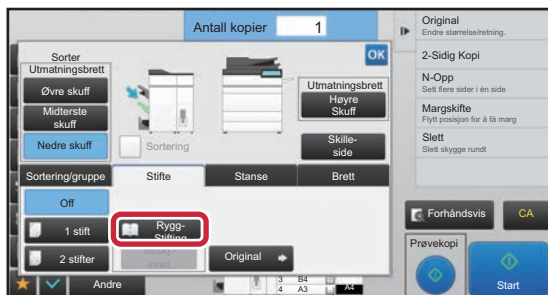 Antall kopier 1
OK
Sorter
Utmatningsbrett
Øvre skuff
Midterste
skuff
Nedre skuff
Sortering
Utmatningsbrett
Høyre
Skuff
Skille-
side
Sortering/gruppe
Stifte
Stanse
Brett
Off
1 stift
2 stifter
Rygg-
Stifting
Original
Andre
3 B4
4 A3
A4
Original
Endre størrelse/retning.
2-Sidig Kopi
N-Opp
Sett flere sider i én side
Margskifte
Flytt posisjon for å få marg
Slett
Slett skygge rundt
Forhåndsvis
CA
Prøvekopi
Start